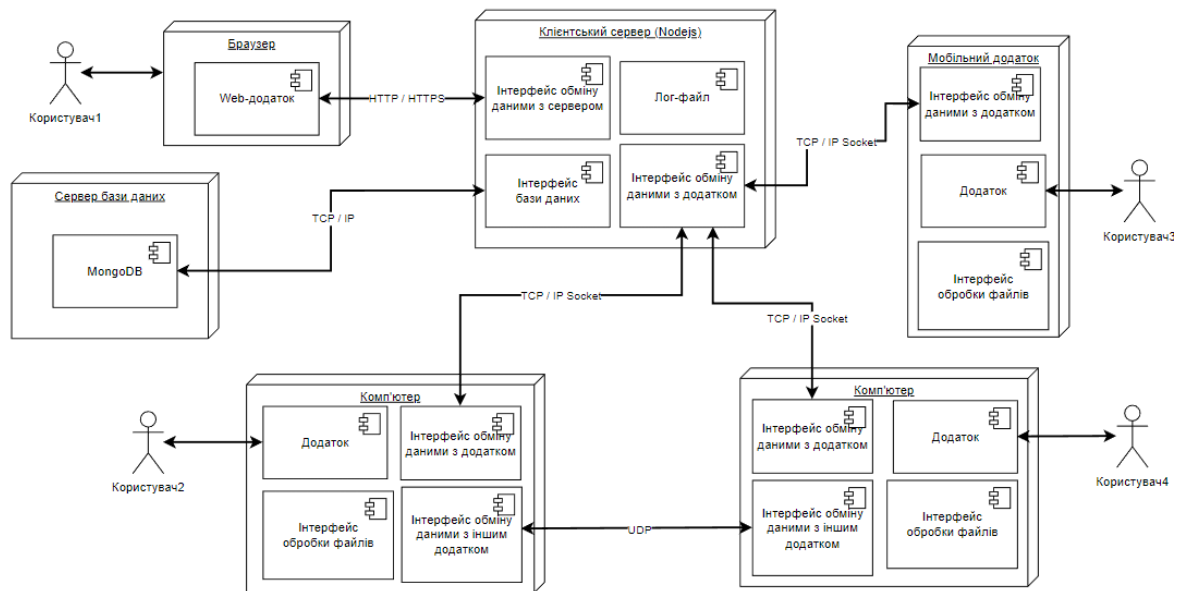 Браузер
Web-додаток
Користувач1
HTTP / HTTPS
Клієнтський сервер (Nodejs)
Інтерфейс обміну
даними з сервером
Лог-файл
Інтерфейс
бази даних
Інтерфейс обміну
даними з додатком
TCP / IP Socket
Мобільний додаток
Інтерфейс обміну
даними з додатком
Додаток
Інтерфейс
обробки файлів
Користувач3
Сервер бази даних
MongoDB
TCP / IP
TCP / IP Socket
TCP / IP Socket
Комп'ютер
Додаток
Інтерфейс обміну
даними з додатком
Інтерфейс
обробки файлів
Інтерфейс обміну
даними з іншим
додатком
Користувач2
UDP
Комп'ютер
Інтерфейс обміну
даними з додатком
Додаток
Інтерфейс обміну
даними з іншим
додатком
Інтерфейс
обробки файлів
Користувач4